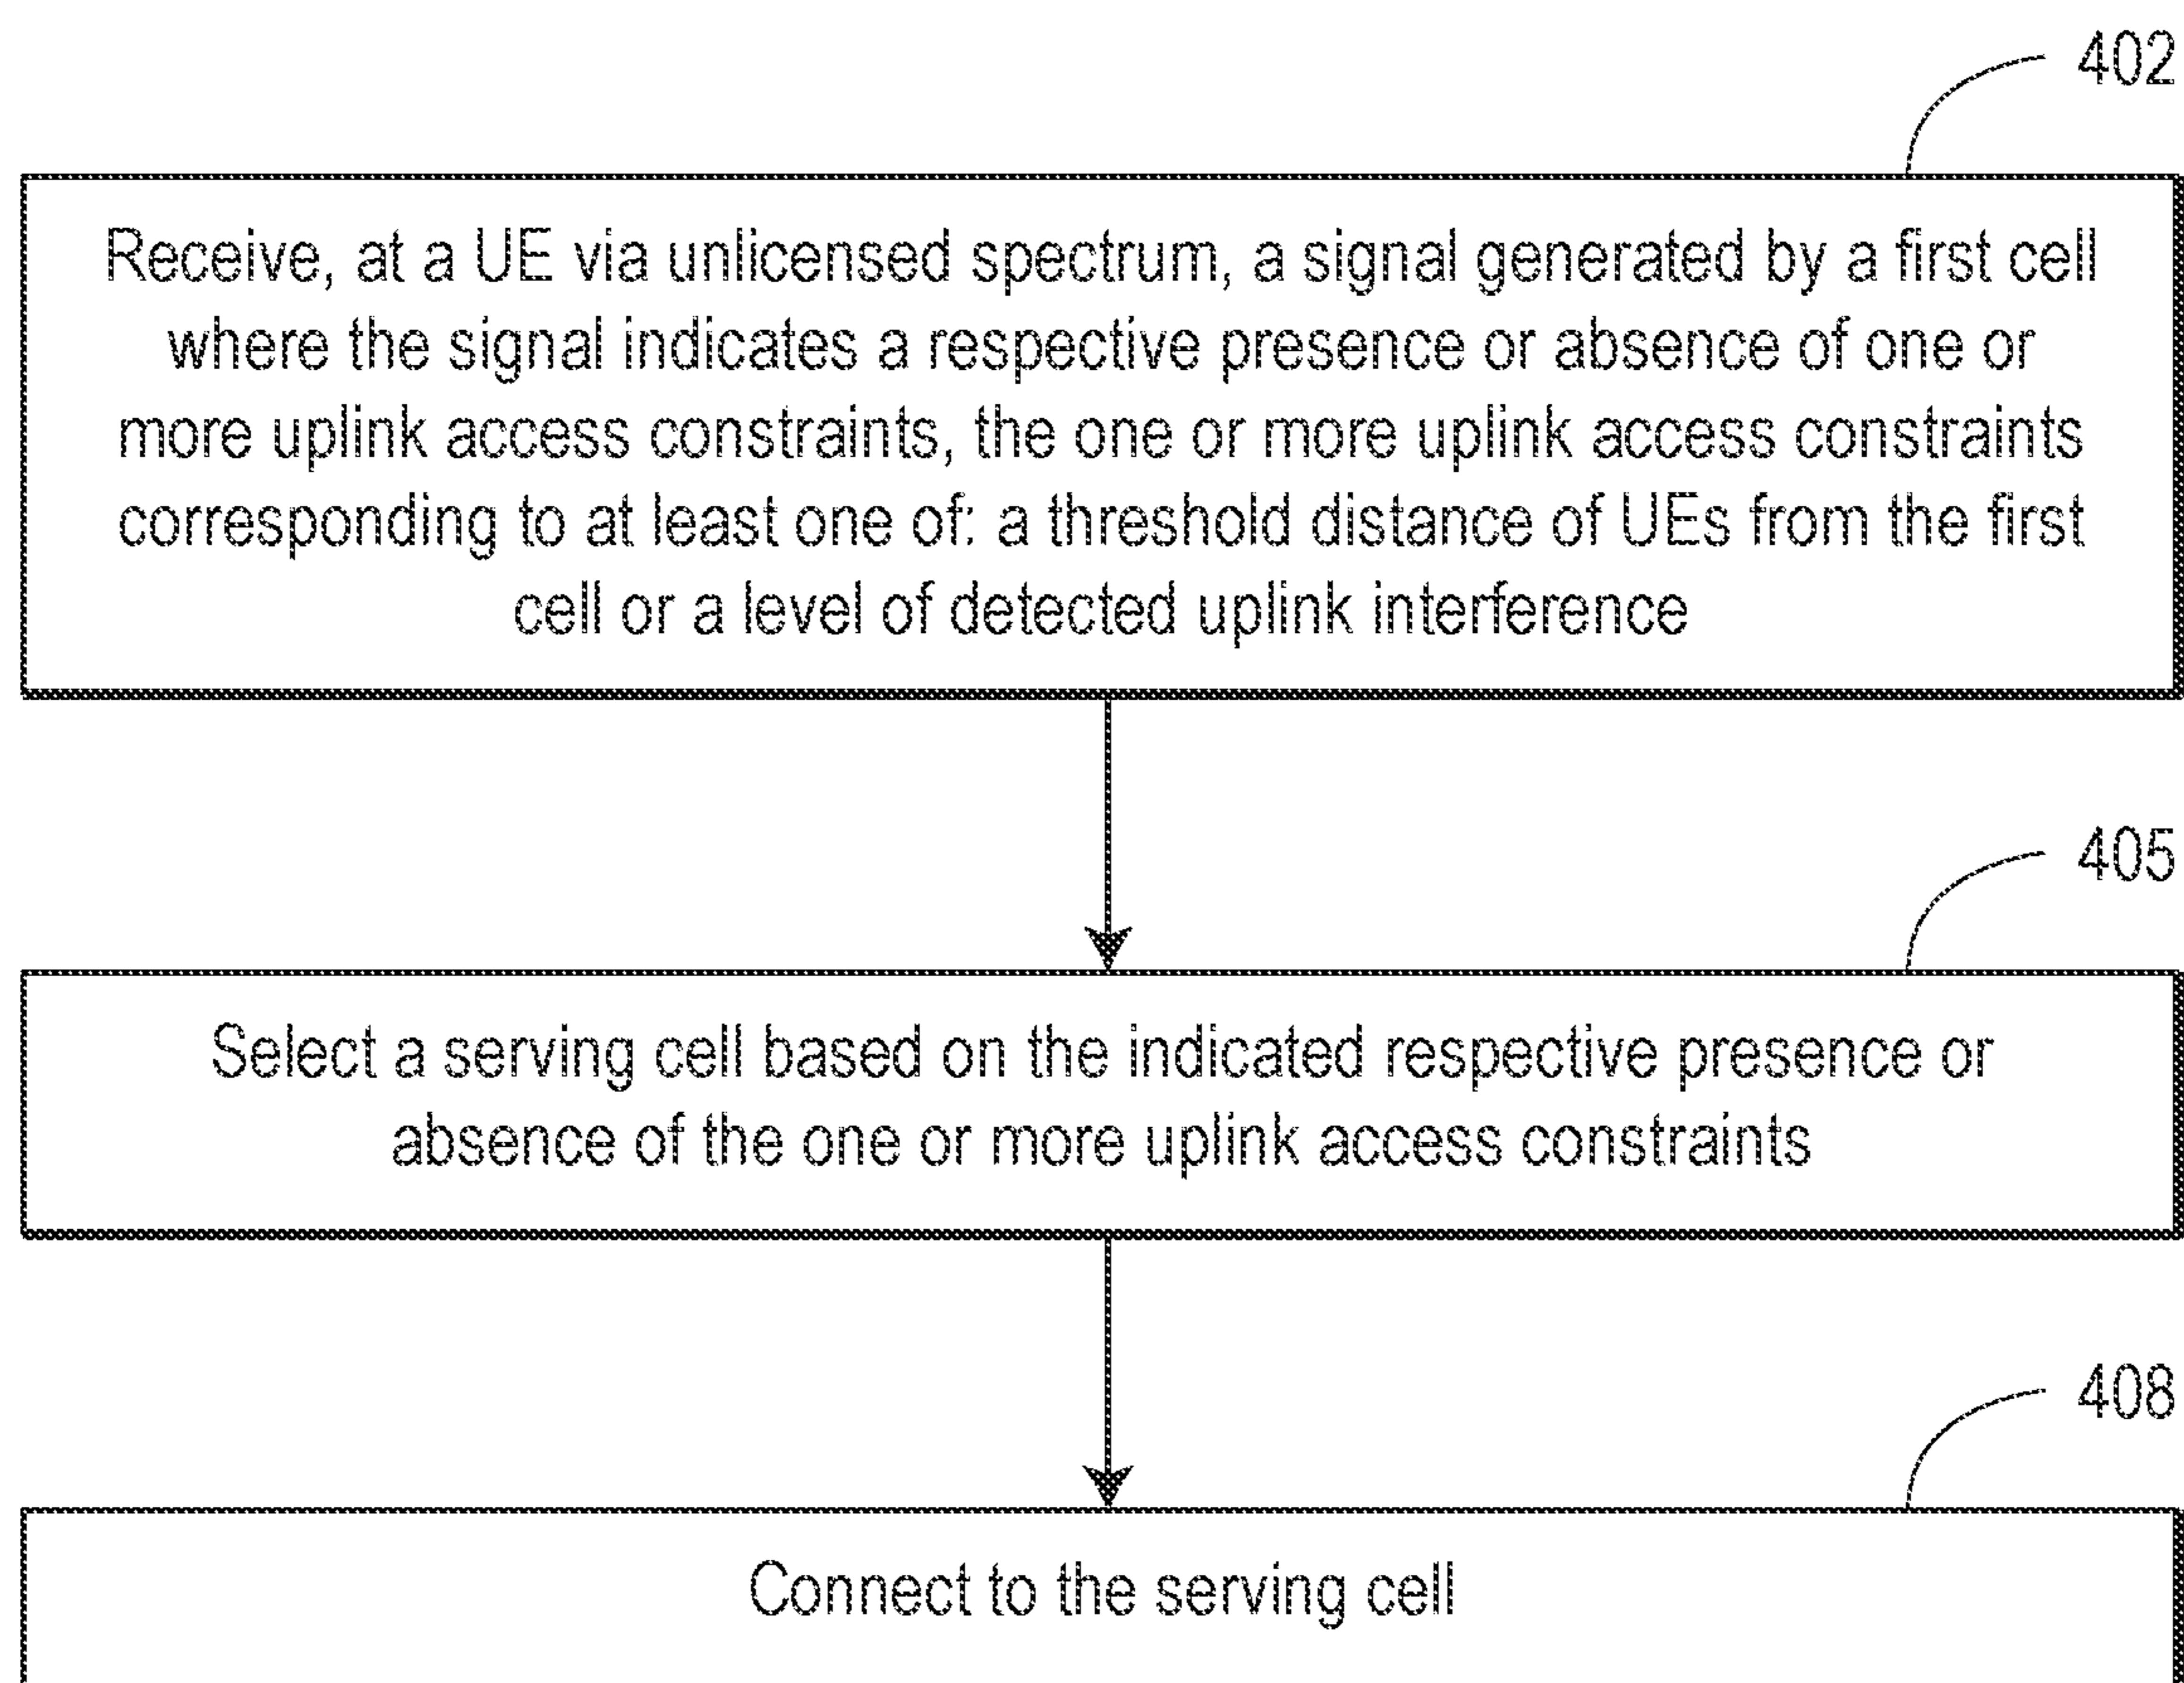 402
Receive, at a UE via unlicensed spectrum, a signal generated by a first cell
where the signal indicates a respective presence or absence of one or
more uplink access constraints, the one or more uplink access constraints
corresponding to at least one of: a threshold distance of UEs from the first
cell or a level of detected uplink interference
405
Select a serving cell based on the indicated respective presence or
absence of the one or more uplink access constraints
408
Connect to the serving cell